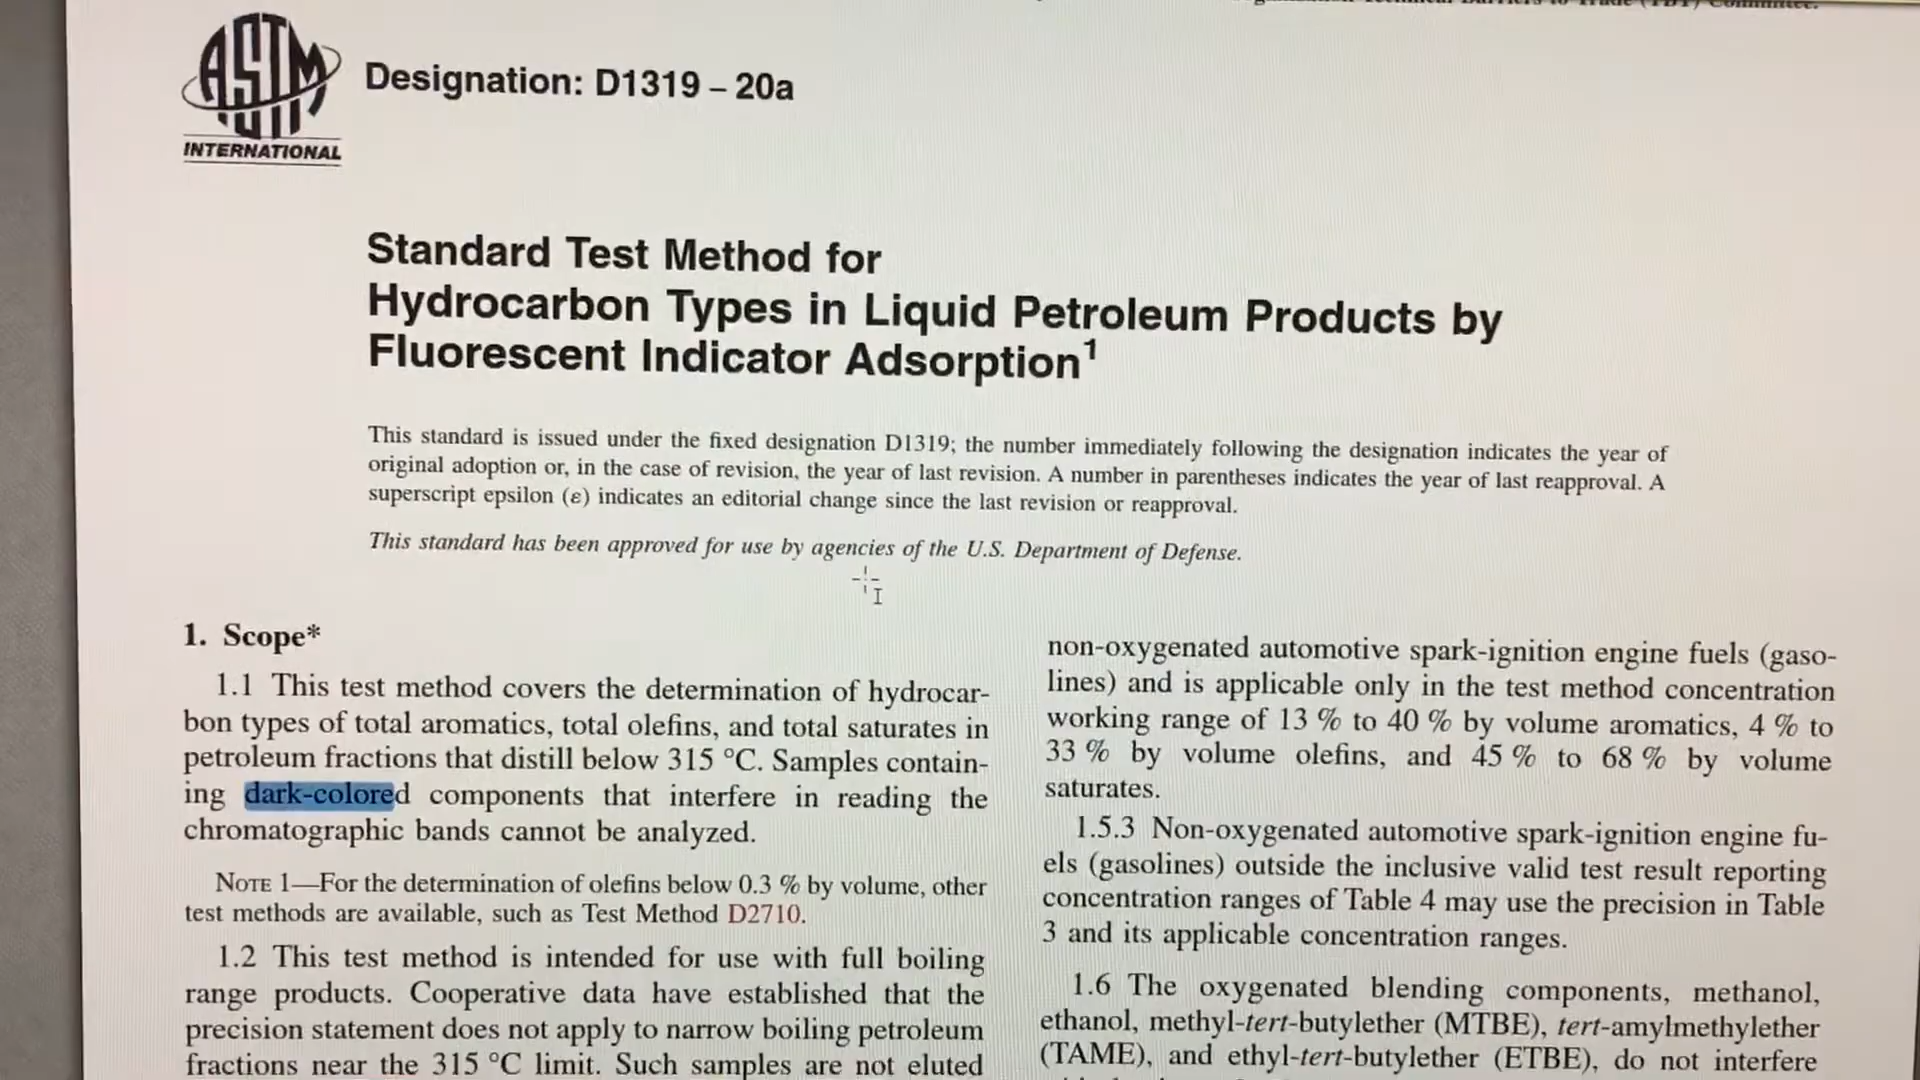 Committee.
ASTM
INTERNATIONAL
Designation: D1319 – 20a
Standard Test Method for
Hydrocarbon Types in Liquid Petroleum Products by
Fluorescent Indicator Adsorption1
This standard is issued under the fixed designation D1319; the number immediately following the designation indicates the year of
original adoption or, in the case of revision, the year of last revision. A number in parentheses indicates the year of last reapproval. A
superscript epsilon (ε) indicates an editorial change since the last revision or reapproval.
This standard has been approved for use by agencies of the U.S. Department of Defense.
1. Scope*
1.1 This test method covers the determination of hydrocar-
bon types of total aromatics, total olefins, and total saturates in
petroleum fractions that distill below 315 °C. Samples contain-
ing dark-colored components that interfere in reading the
chromatographic bands cannot be analyzed.
NOTE 1—For the determination of olefins below 0.3 % by volume, other
test methods are available, such as Test Method D2710.
1.2 This test method is intended for use with full boiling
range products. Cooperative data have established that the
precision statement does not apply to narrow boiling petroleum
fractions near the 315 °C limit. Such samples are not eluted
non-oxygenated automotive spark-ignition engine fuels (gaso-
lines) and is applicable only in the test method concentration
working range of 13 % to 40 % by volume aromatics, 4 % to
33 % by volume olefins, and 45 % to 68 % by volume
saturates.
1.5.3 Non-oxygenated automotive spark-ignition engine fu-
els (gasolines) outside the inclusive valid test result reporting
concentration ranges of Table 4 may use the precision in Table
3 and its applicable concentration ranges.
1.6 The oxygenated blending components, methanol,
ethanol, methyl-tert-butylether (MTBE), tert-amylmethylether
(TAME), and ethyl-tert-butylether (ETBE), do not interfere